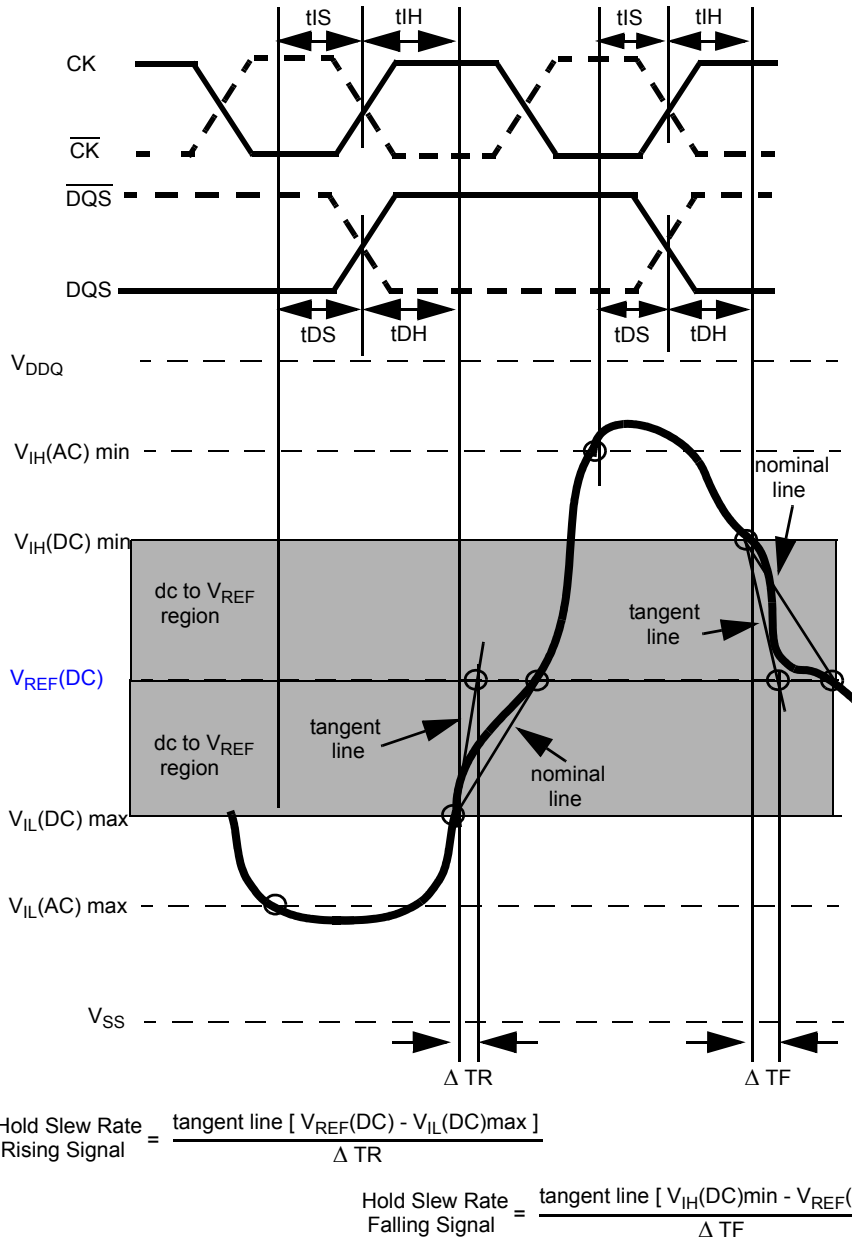 tIS tIH tIS tIH
CK
C̅K̅
D̅Q̅S̅
DQS
tDS tDH tDS tDH
VDDQ
VIH(AC) min
nominal
line
VIH(DC) min
dc to VREF
region
tangent
line
VREF(DC)
tangent
line
dc to VREF
region
nominal
line
VIL(DC) max
VIL(AC) max
VSS
Δ TR Δ TF
Hold Slew Rate
Rising Signal = tangent line [ VREF(DC) - VIL(DC)max ]
Δ TR
Hold Slew Rate
Falling Signal = tangent line [ VIH(DC)min - VREF(
Δ TF